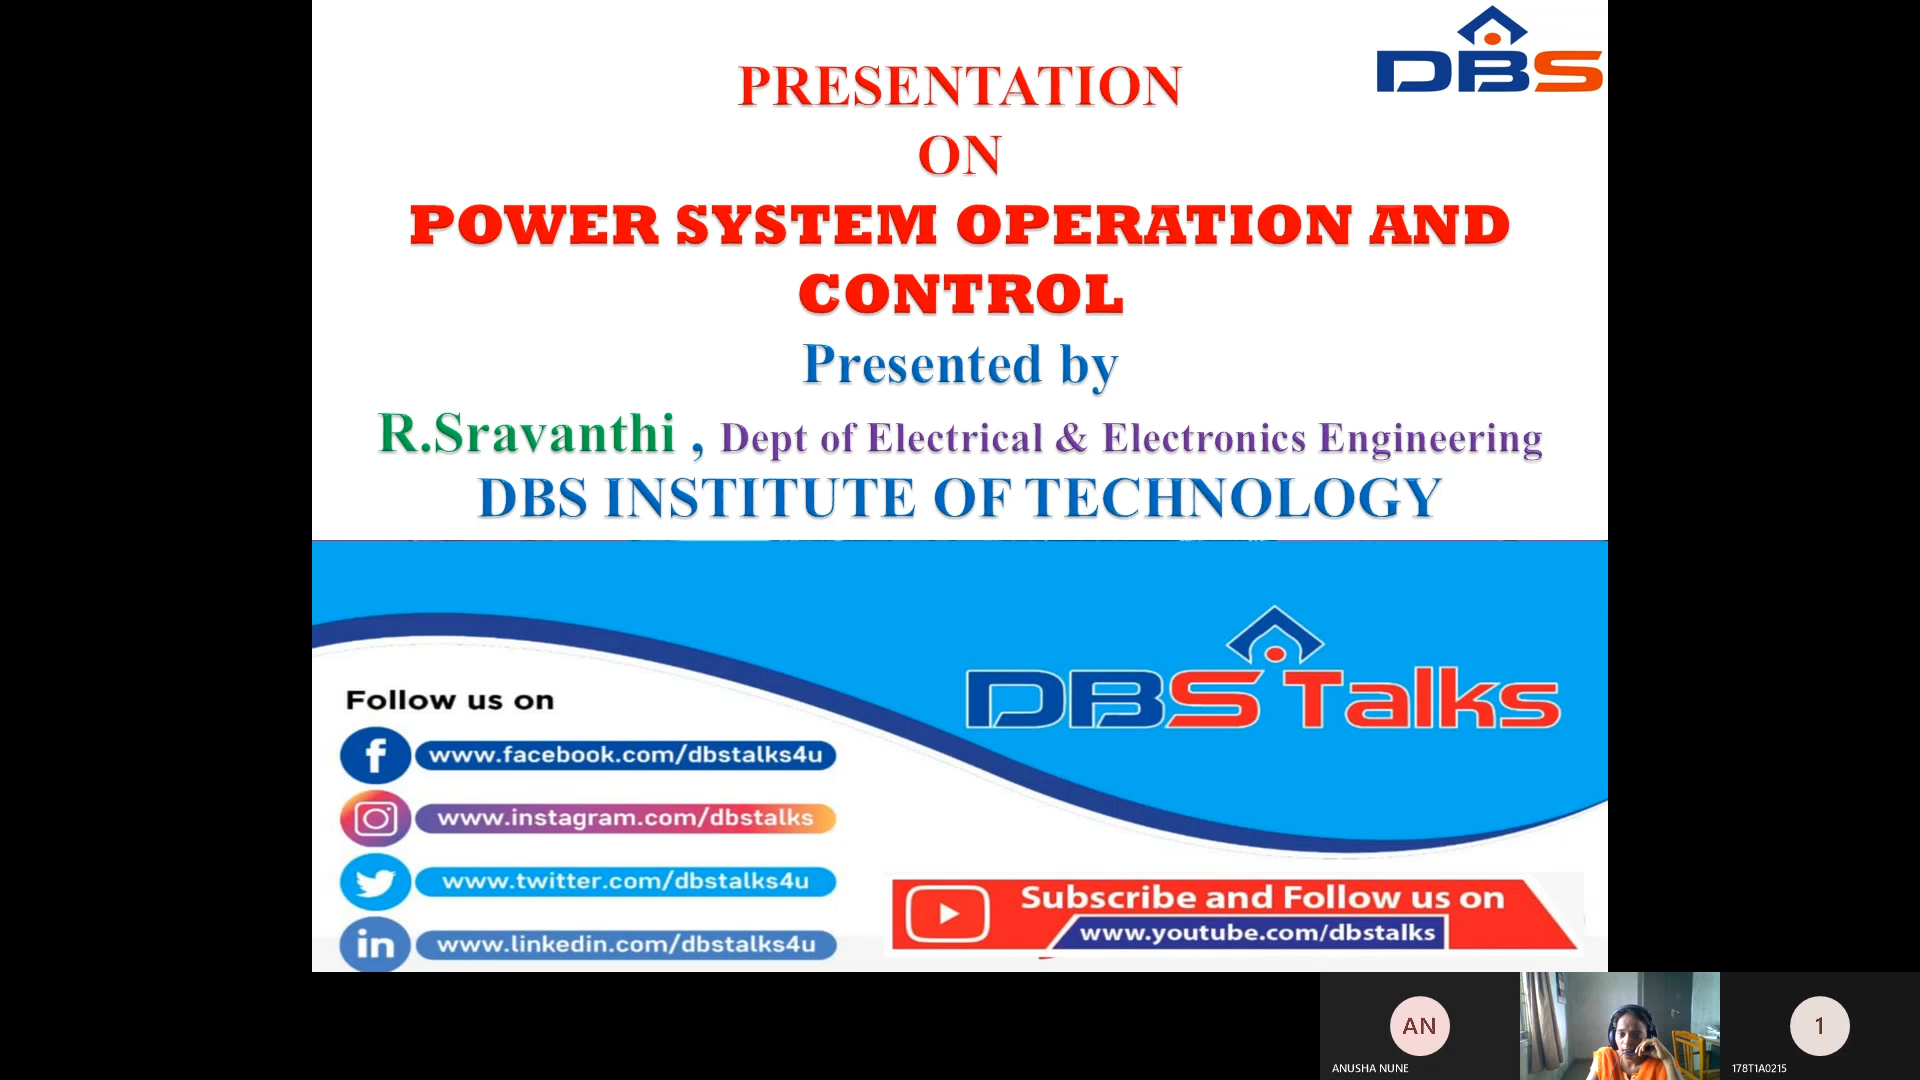 DBS
PRESENTATION
ON
POWER SYSTEM OPERATION AND
CONTROL
Presented by
R.Sravanthi , Dept of Electrical & Electronics Engineering
DBS INSTITUTE OF TECHNOLOGY
DBS Talks
Follow us on
www.facebook.com/dbstalks4u
www.instagram.com/dbstalks
www.twitter.com/dbstalks4u
in www.linkedin.com/dbstalks4u
Subscribe and Follow us on
www.youtube.com/dbstalks
AN
ANUSHA NUNE
1
178T1A0215